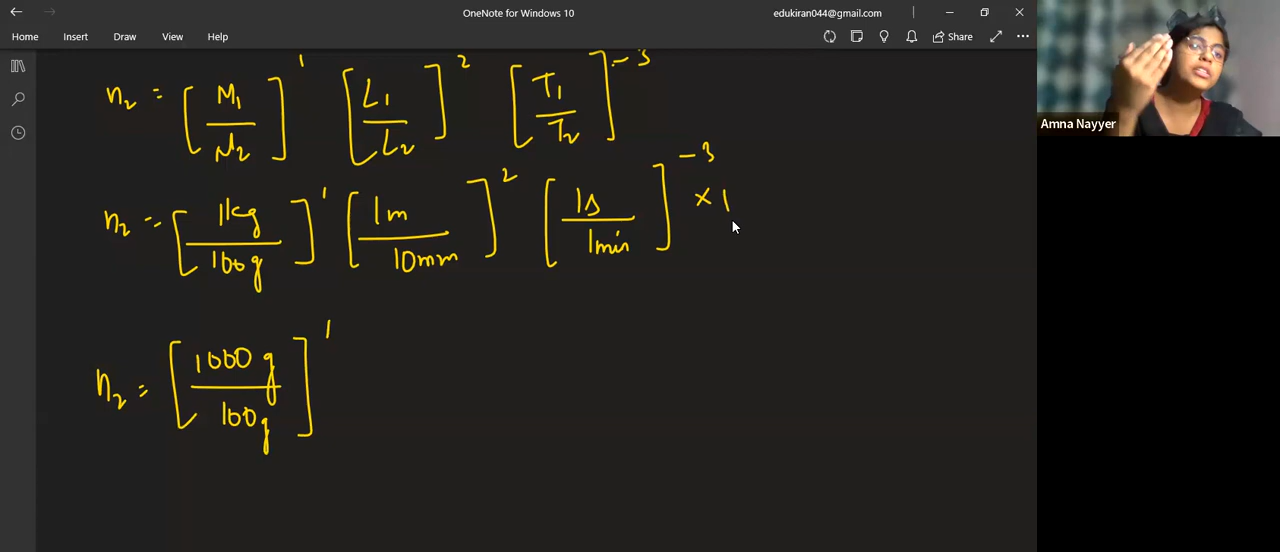 OneNote for Windows 10
edukiran044@gmail.com
Home Insert Draw View Help
Share
n₂ = [M₁/M₂]¹ [L₁/L₂]² [T₁/T₂]⁻³
n₂ = [1kg/100g]¹ [1m/10mm]² [1s/1min]⁻³ × 1
n₂ = [1000g/100g]¹
Amna Nayyer